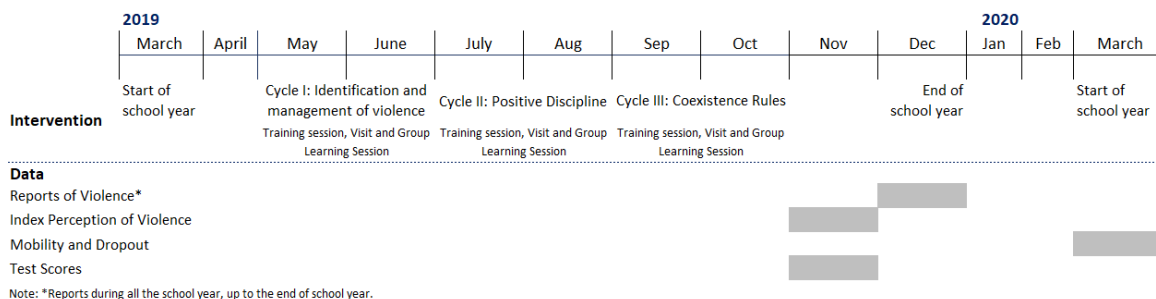 2019 2020
March April May June July Aug Sep Oct Nov Dec Jan Feb March
Start of Cycle I: Identification and End of Start of
school year management of violence Cycle II: Positive Discipline Cycle III: Coexistence Rules school year school year
Intervention
Training session, Visit and Group Training session, Visit and Group Training session, Visit and Group
Learning Session Learning Session Learning Session
Data
Reports of Violence*
Index Perception of Violence
Mobility and Dropout
Test Scores
Note: *Reports during all the school year, up to the end of school year.